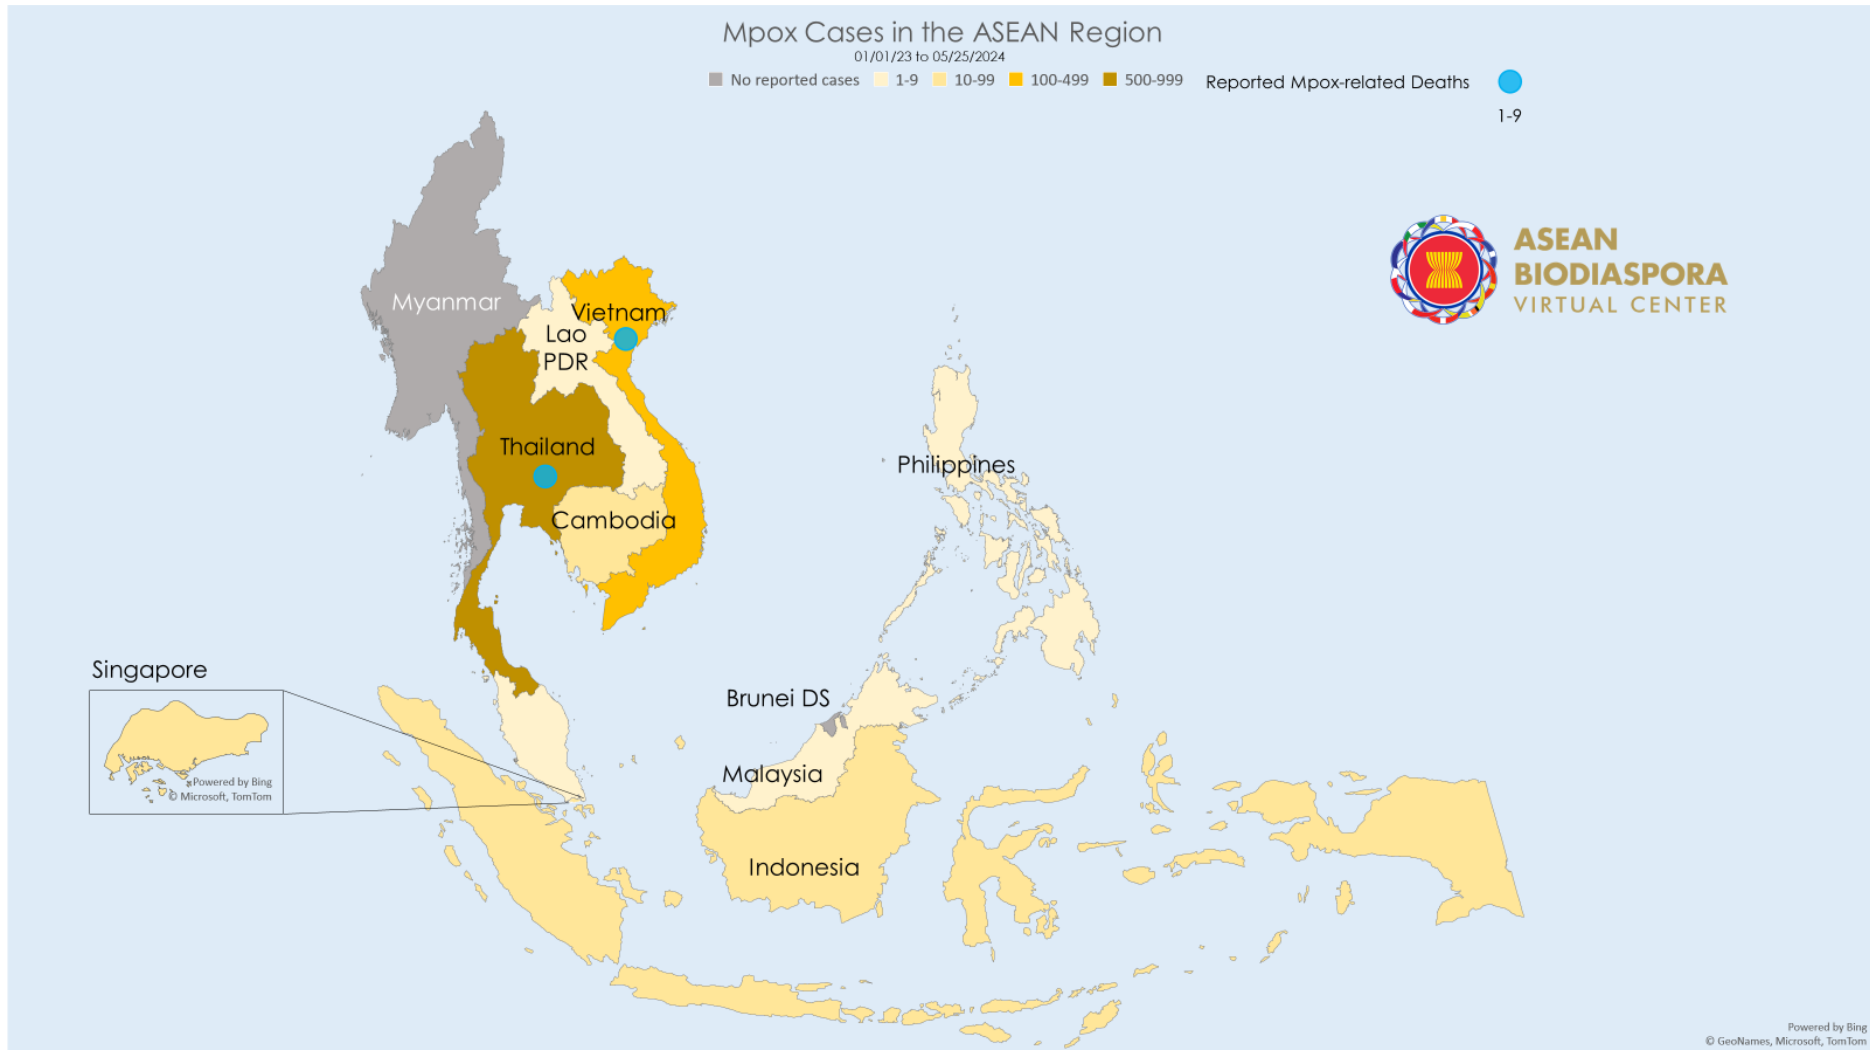 Mpox Cases in the ASEAN Region
01/01/23 to 05/25/2024
No reported cases 1-9 10-99 100-499 500-999 Reported Mpox-related Deaths
1-9
ASEAN
BIODIASPORA
VIRTUAL CENTER
Myanmar
Vietnam
Lao
PDR
Thailand
Philippines
Cambodia
Singapore
Powered by Bing
© Microsoft, TomTom
Brunei DS
Malaysia
Indonesia
Powered by Bing
© GeoNames, Microsoft, TomTom